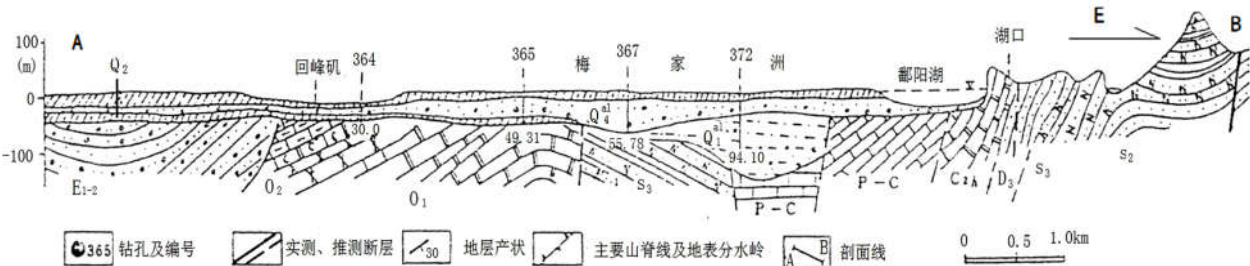 A E B
100 (m) 0 -100
Q₂ 回峰矶 364 365 梅 367 家 372 洲 鄱阳湖 湖口
Q₄ᵃˡ Q₁ᵃˡ
30.0 49.31 55.78 94.10
E₁₋₂ O₂ O₁ S₃ P-C P-C C₂h D₃ S₃ S₂
365 钻孔及编号 实测、推测断层 30 地层产状 主要山脊线及地表分水岭 A B 剖面线 0 0.5 1.0km